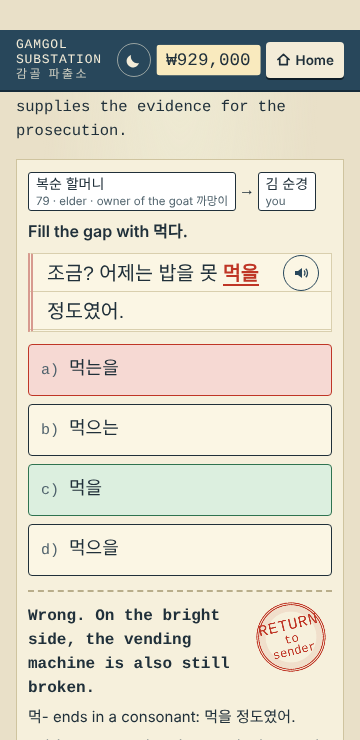 GAMGOL
SUBSTATION
감골 파출소
₩929,000
Home
supplies the evidence for the
prosecution.
복순 할머니
79 · elder · owner of the goat 까망이
→
김 순경
you
Fill the gap with 먹다.
조금? 어제는 밥을 못 먹을
정도였어.
a) 먹는을
b) 먹으는
c) 먹을
d) 먹으을
Wrong. On the bright
side, the vending
machine is also still
broken.
RETURN
to
sender
먹- ends in a consonant: 먹을 정도였어.